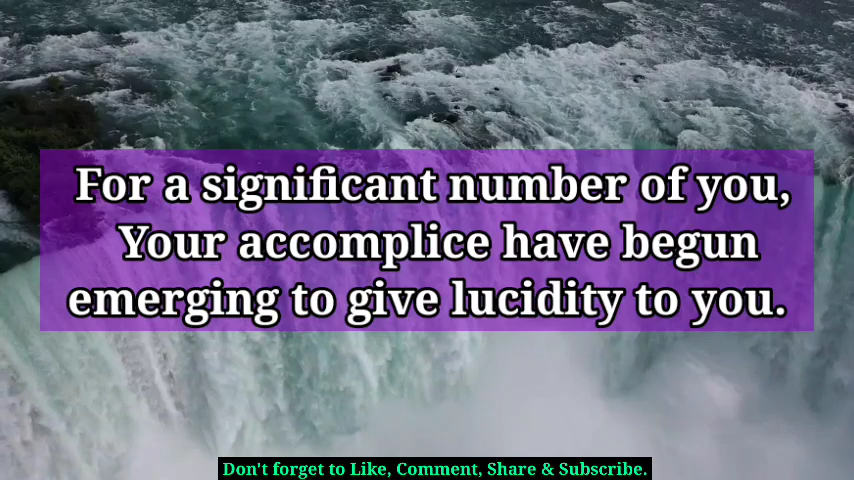 For a significant number of you,
Your accomplice have begun
emerging to give lucidity to you.
Don't forget to Like, Comment, Share & Subscribe.